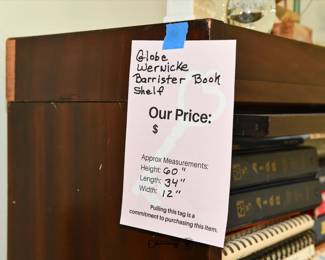 Globe
Wernicke
Barrister Book
Shelf
Our Price:
$
Approx Measurements:
Height: 60"
Length: 34"
Width: 12"
Pulling this tag is a
commitment to purchasing this item.